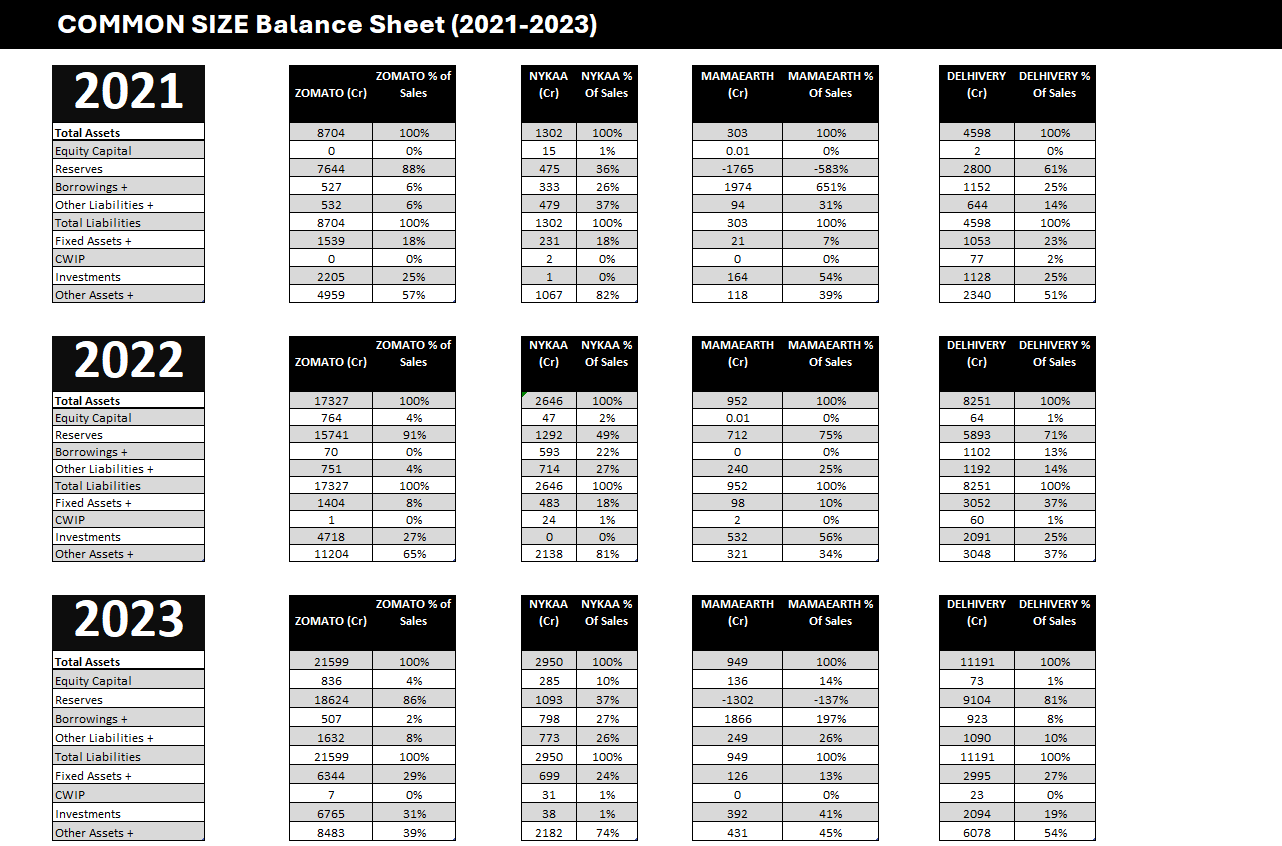 COMMON SIZE Balance Sheet (2021-2023)
2021 ZOMATO (Cr) ZOMATO % of Sales NYKAA (Cr) NYKAA % Of Sales MAMAEARTH (Cr) MAMAEARTH % Of Sales DELHIVERY (Cr) DELHIVERY % Of Sales
Total Assets 8704 100% 1302 100% 303 100% 4598 100%
Equity Capital 0 0% 15 1% 0.01 0% 2 0%
Reserves 7644 88% 475 36% -1765 -583% 2800 61%
Borrowings + 527 6% 333 26% 1974 651% 1152 25%
Other Liabilities + 532 6% 479 37% 94 31% 644 14%
Total Liabilities 8704 100% 1302 100% 303 100% 4598 100%
Fixed Assets + 1539 18% 231 18% 21 7% 1053 23%
CWIP 0 0% 2 0% 0 0% 77 2%
Investments 2205 25% 1 0% 164 54% 1128 25%
Other Assets + 4959 57% 1067 82% 118 39% 2340 51%
2022 ZOMATO (Cr) ZOMATO % of Sales NYKAA (Cr) NYKAA % Of Sales MAMAEARTH (Cr) MAMAEARTH % Of Sales DELHIVERY (Cr) DELHIVERY % Of Sales
Total Assets 17327 100% 2646 100% 952 100% 8251 100%
Equity Capital 764 4% 47 2% 0.01 0% 64 1%
Reserves 15741 91% 1292 49% 712 75% 5893 71%
Borrowings + 70 0% 593 22% 0 0% 1102 13%
Other Liabilities + 751 4% 714 27% 240 25% 1192 14%
Total Liabilities 17327 100% 2646 100% 952 100% 8251 100%
Fixed Assets + 1404 8% 483 18% 98 10% 3052 37%
CWIP 1 0% 24 1% 2 0% 60 1%
Investments 4718 27% 0 0% 532 56% 2091 25%
Other Assets + 11204 65% 2138 81% 321 34% 3048 37%
2023 ZOMATO (Cr) ZOMATO % of Sales NYKAA (Cr) NYKAA % Of Sales MAMAEARTH (Cr) MAMAEARTH % Of Sales DELHIVERY (Cr) DELHIVERY % Of Sales
Total Assets 21599 100% 2950 100% 949 100% 11191 100%
Equity Capital 836 4% 285 10% 136 14% 73 1%
Reserves 18624 86% 1093 37% -1302 -137% 9104 81%
Borrowings + 507 2% 798 27% 1866 197% 923 8%
Other Liabilities + 1632 8% 773 26% 249 26% 1090 10%
Total Liabilities 21599 100% 2950 100% 949 100% 11191 100%
Fixed Assets + 6344 29% 699 24% 126 13% 2995 27%
CWIP 7 0% 31 1% 0 0% 23 0%
Investments 6765 31% 38 1% 392 41% 2094 19%
Other Assets + 8483 39% 2182 74% 431 45% 6078 54%